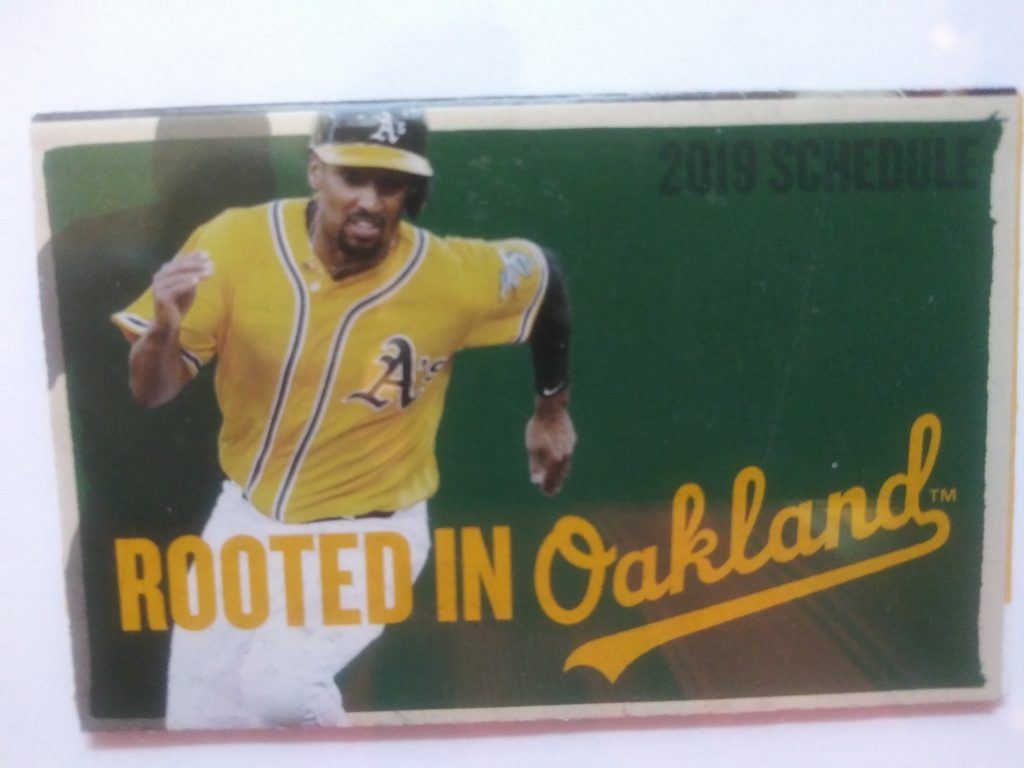 A's
2019 SCHEDULE
A's
ROOTED IN Oakland™